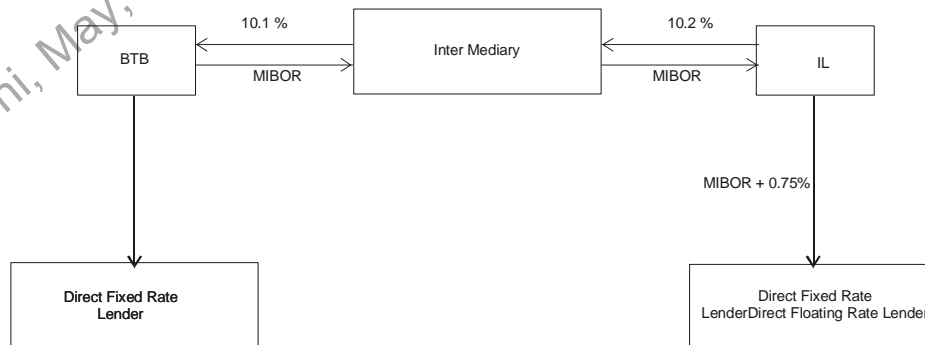 10.1 %
10.2 %
BTB
Inter Mediary
IL
MIBOR
MIBOR
MIBOR + 0.75%
Direct Fixed Rate
Lender
Direct Fixed Rate
LenderDirect Floating Rate Lender
May,